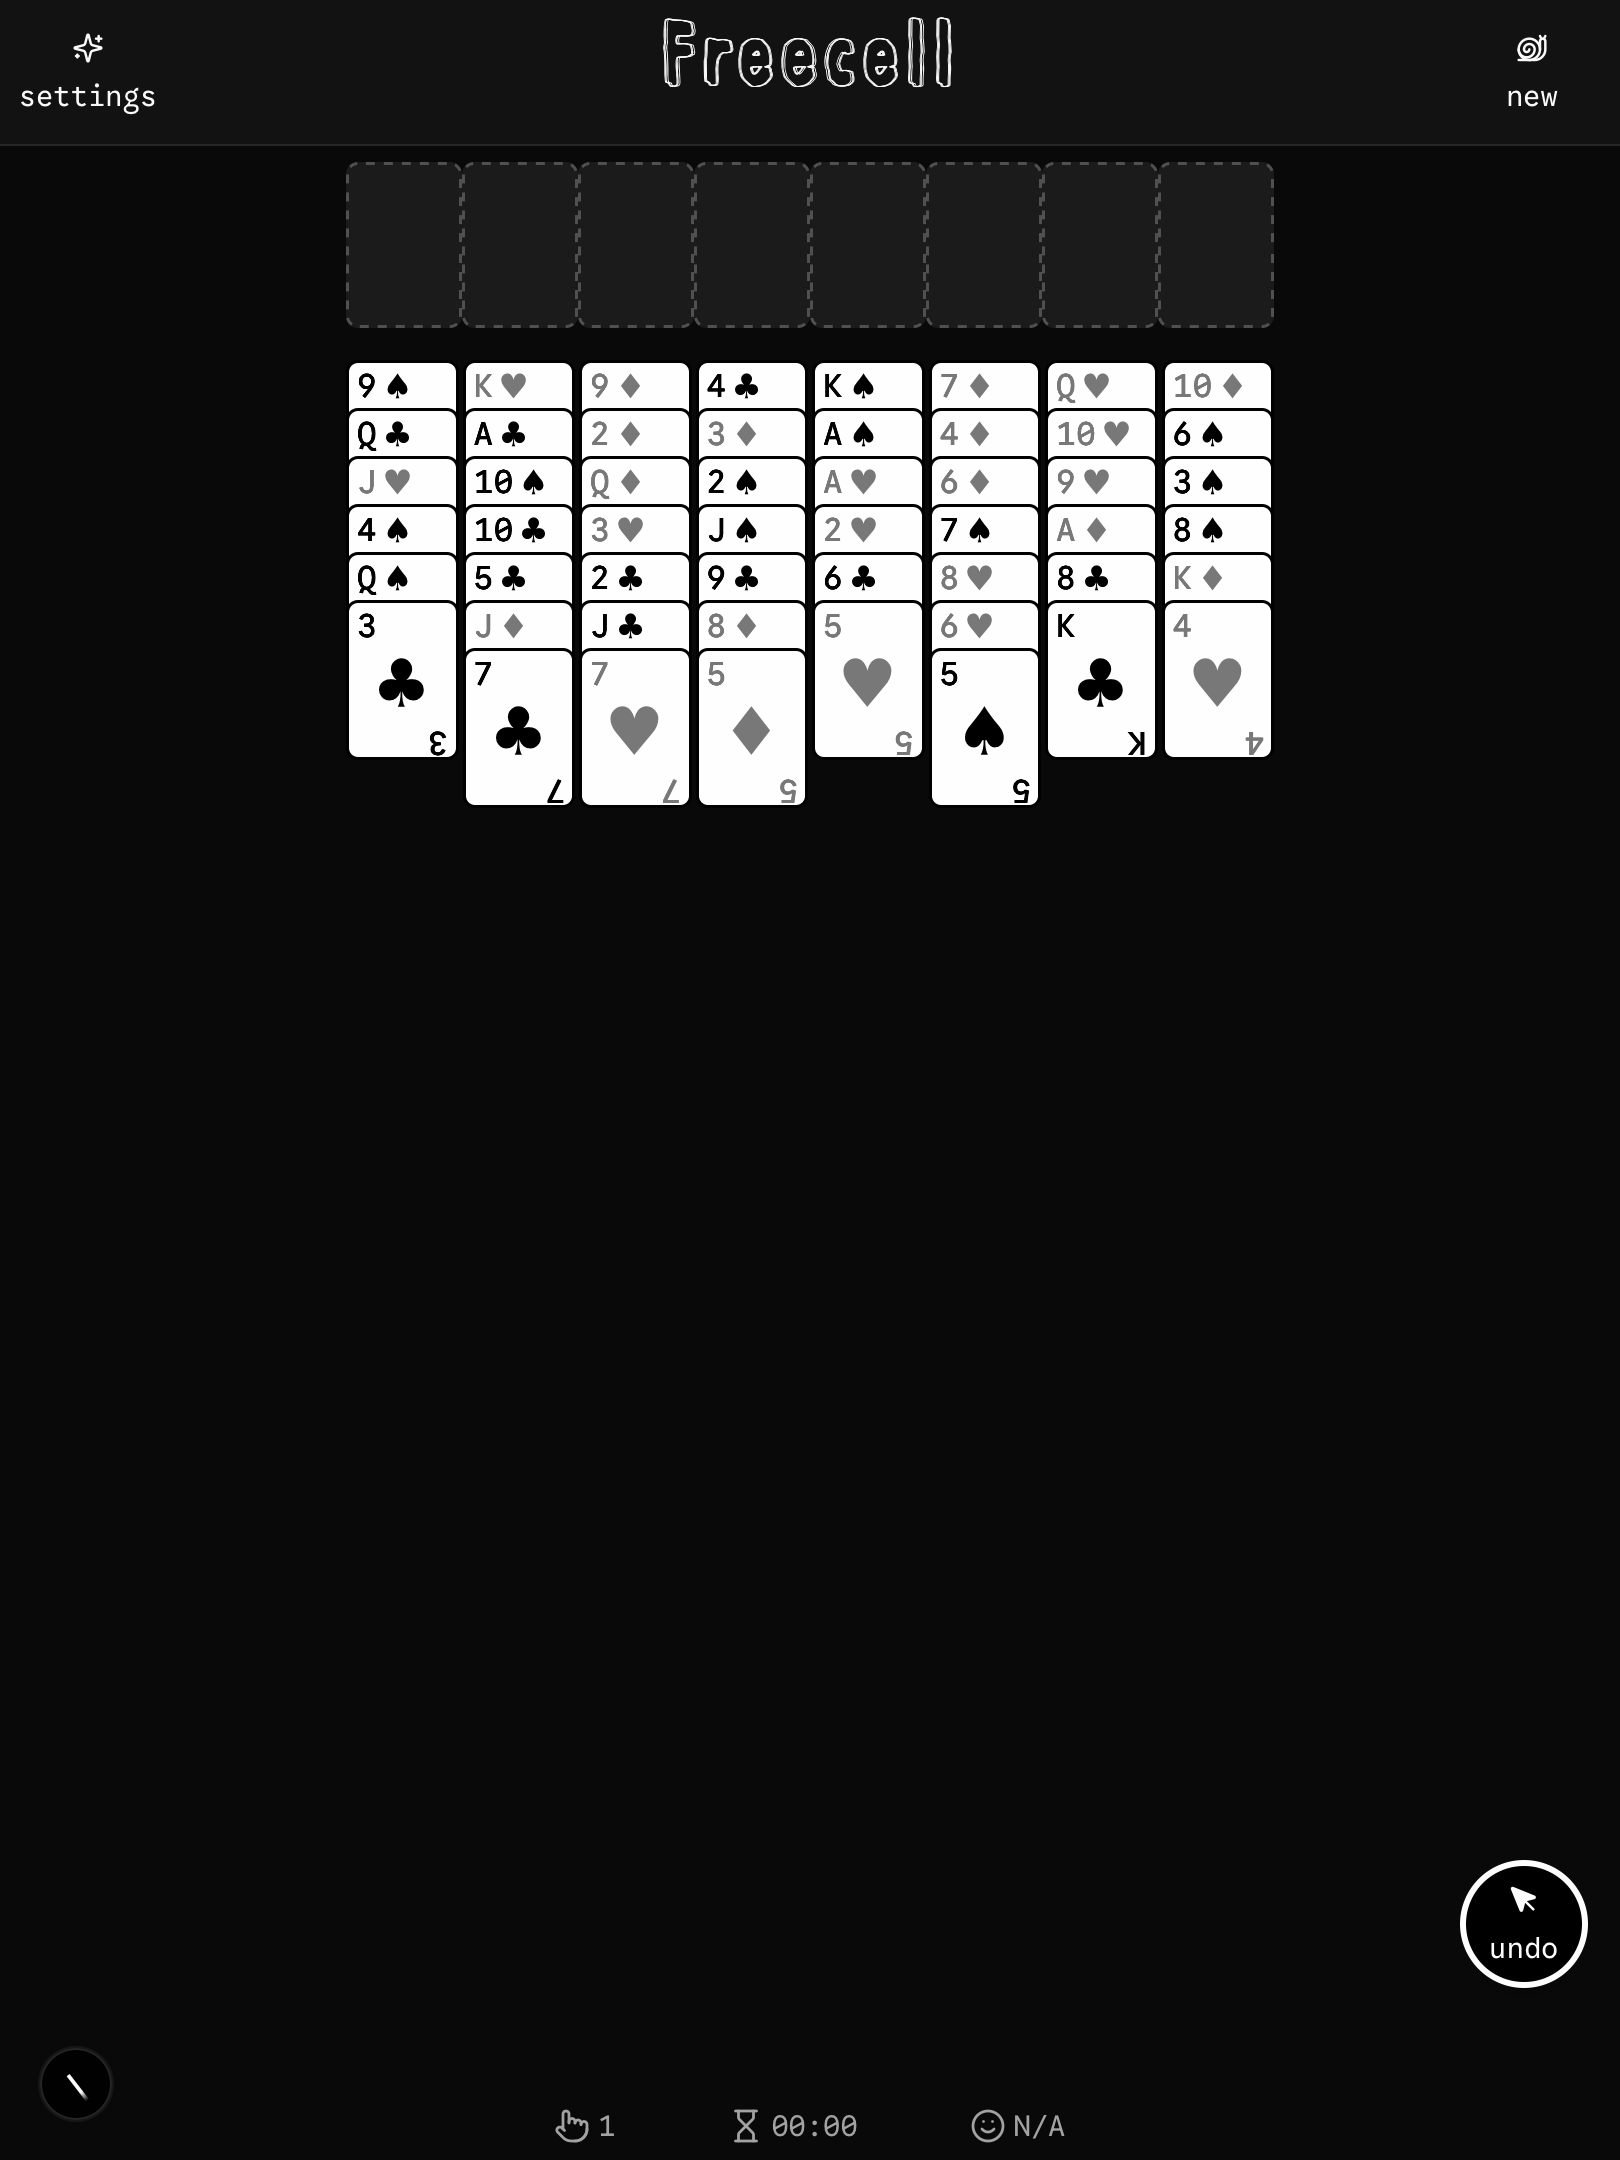 Freecell
settings
new
9♠ K♥ 9♦ 4♣ K♠ 7♦ Q♥ 10♦
Q♣ A♣ 2♦ 3♦ A♠ 4♦ 10♥ 6♠
J♥ 10♠ Q♦ 2♠ A♥ 6♦ 9♥ 3♠
4♠ 10♣ 3♥ J♠ 2♥ 7♠ A♦ 8♠
Q♠ 5♣ 2♣ 9♣ 6♣ 8♥ 8♣ K♦
3 J♦ J♣ 8♦ 5 6♥ K 4
♣ 7 7 5 ♥ 5 ♣ ♥
3 ♣ ♥ ♦ 5 ♠ K 4
7 7 5 5
undo
1 00:00 N/A